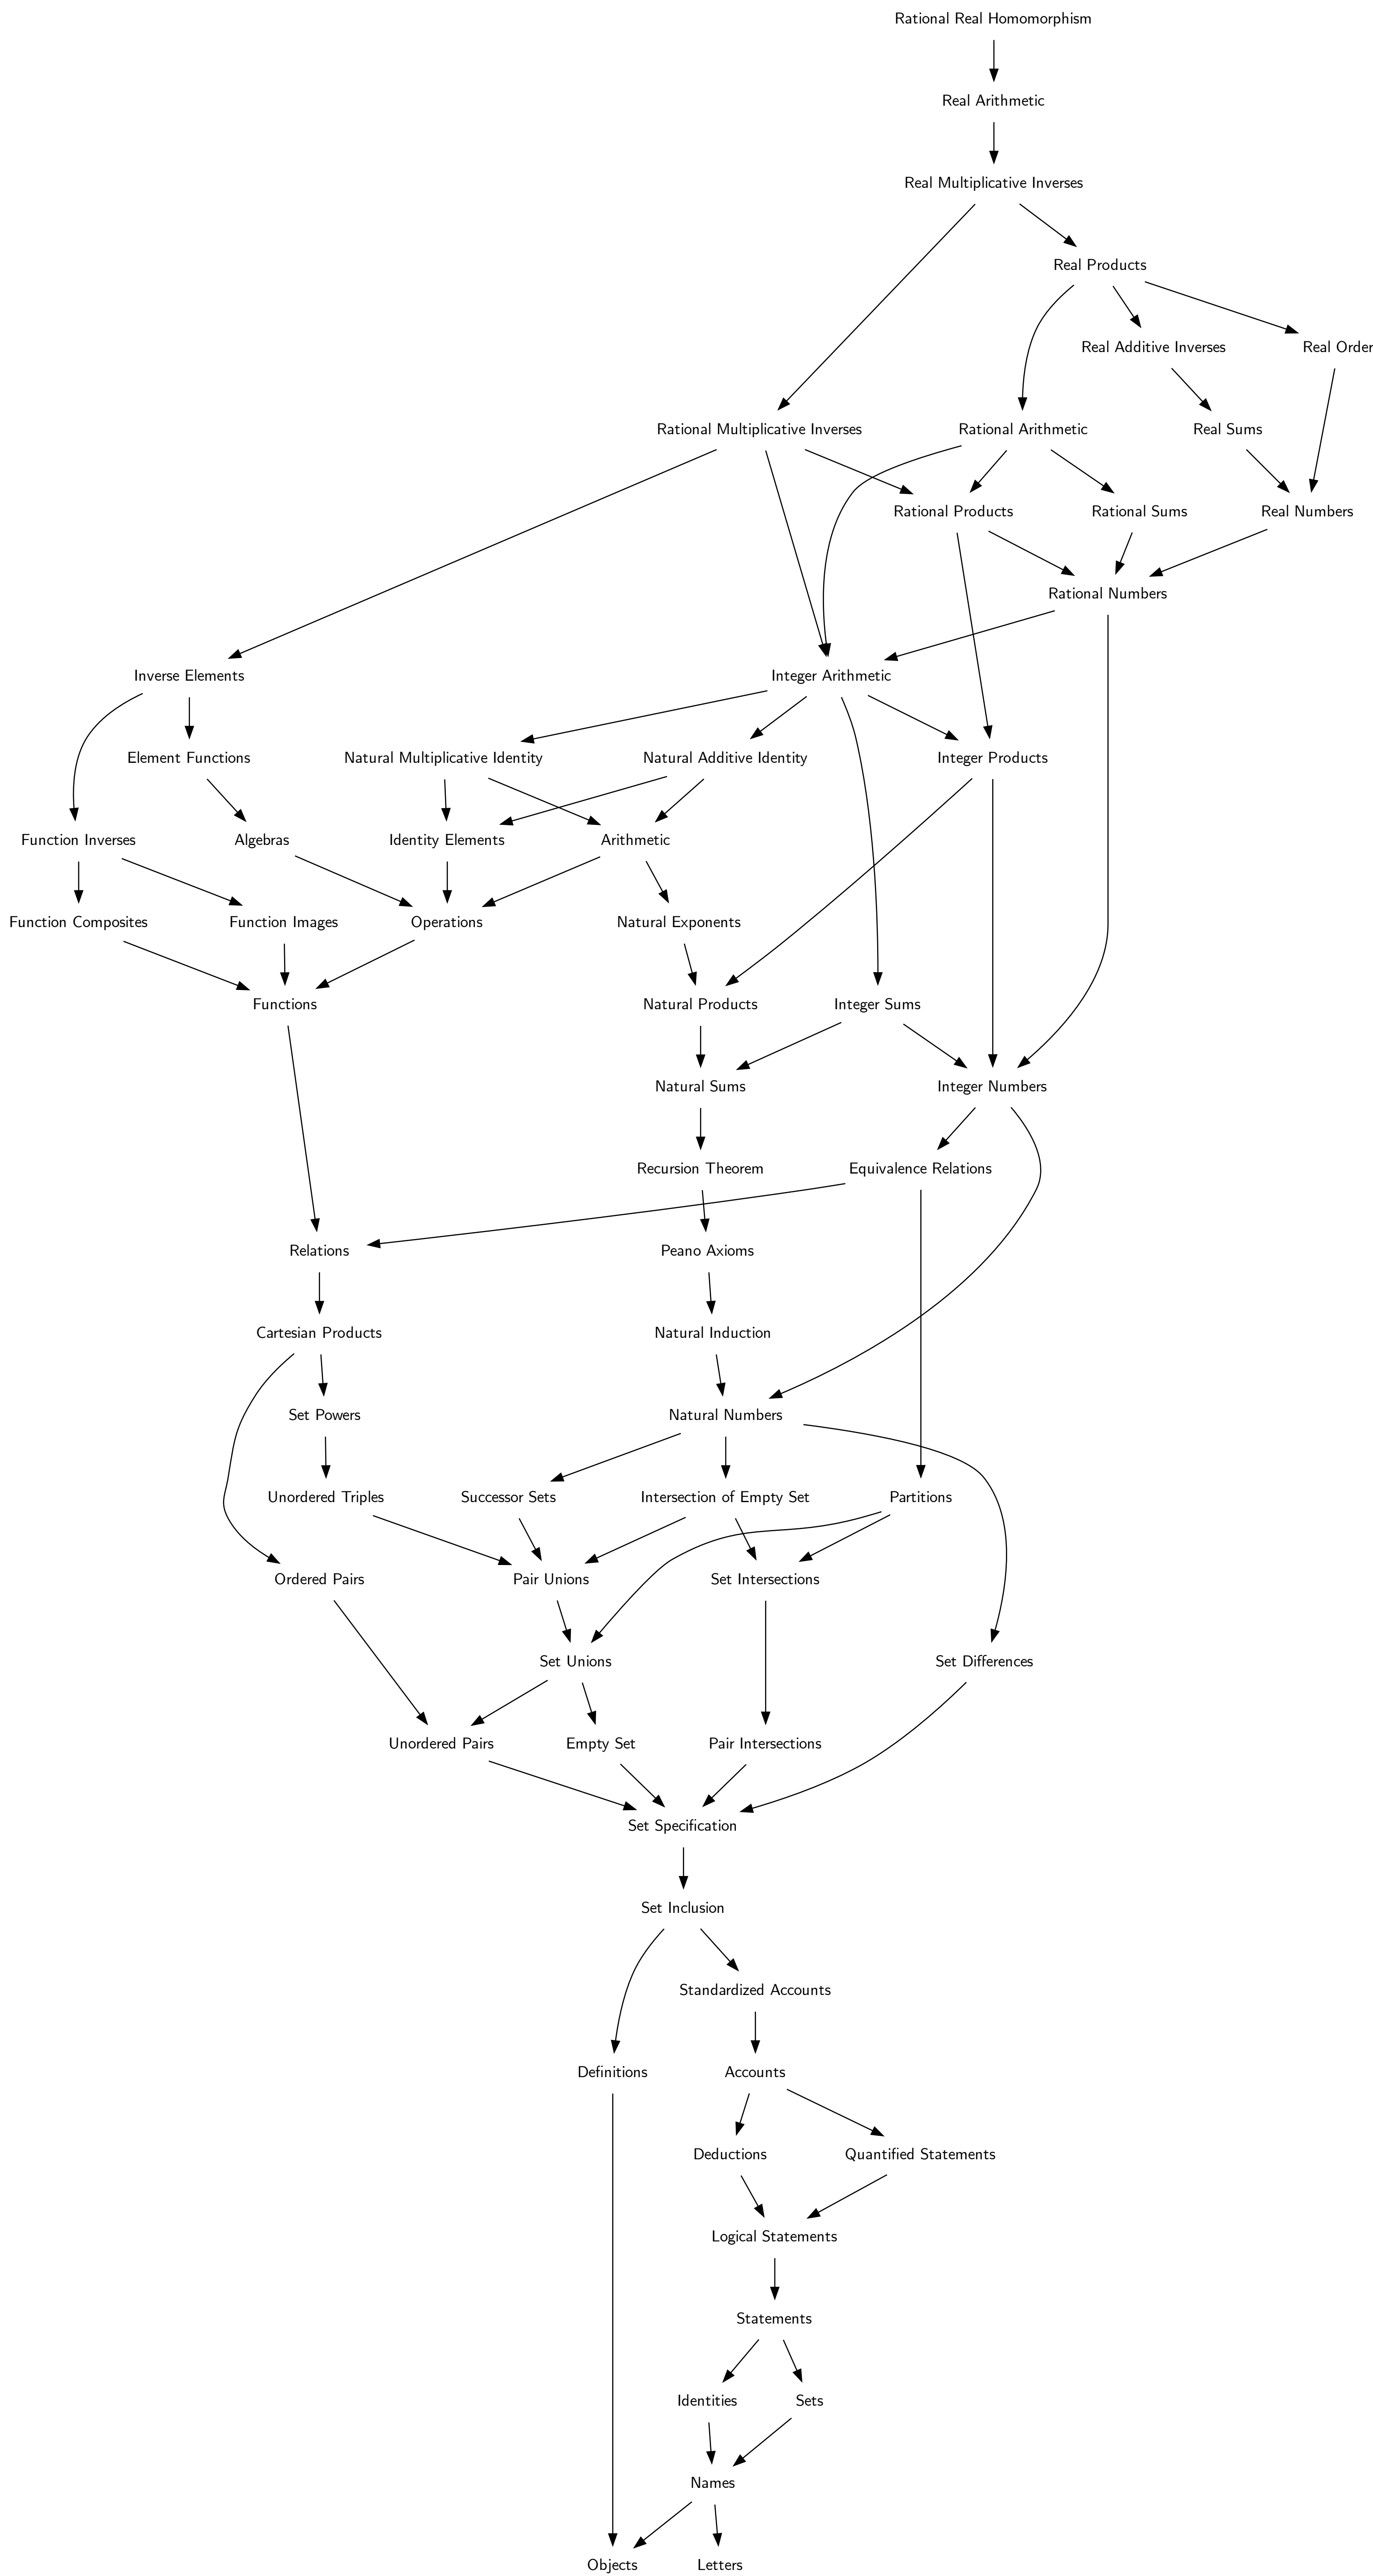 Rational Real Homomorphism
Real Arithmetic
Real Multiplicative Inverses
Real Products
Real Additive Inverses
Real Order
Rational Multiplicative Inverses
Rational Arithmetic
Real Sums
Rational Products
Rational Sums
Real Numbers
Rational Numbers
Inverse Elements
Integer Arithmetic
Element Functions
Natural Multiplicative Identity
Natural Additive Identity
Integer Products
Function Inverses
Algebras
Identity Elements
Arithmetic
Function Composites
Function Images
Operations
Natural Exponents
Functions
Natural Products
Integer Sums
Natural Sums
Integer Numbers
Recursion Theorem
Equivalence Relations
Relations
Peano Axioms
Cartesian Products
Natural Induction
Set Powers
Natural Numbers
Unordered Triples
Successor Sets
Intersection of Empty Set
Partitions
Ordered Pairs
Pair Unions
Set Intersections
Set Unions
Set Differences
Unordered Pairs
Empty Set
Pair Intersections
Set Specification
Set Inclusion
Standardized Accounts
Definitions
Accounts
Deductions
Quantified Statements
Logical Statements
Statements
Identities
Sets
Names
Objects
Letters